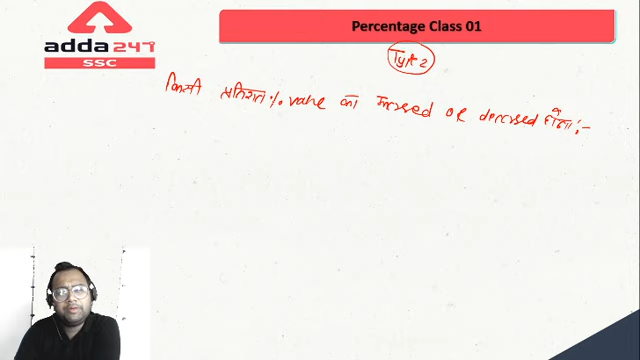 adda247
SSC
Percentage Class 01
Type 2
किसी प्रतिशत % value का increased or decreased होना :-